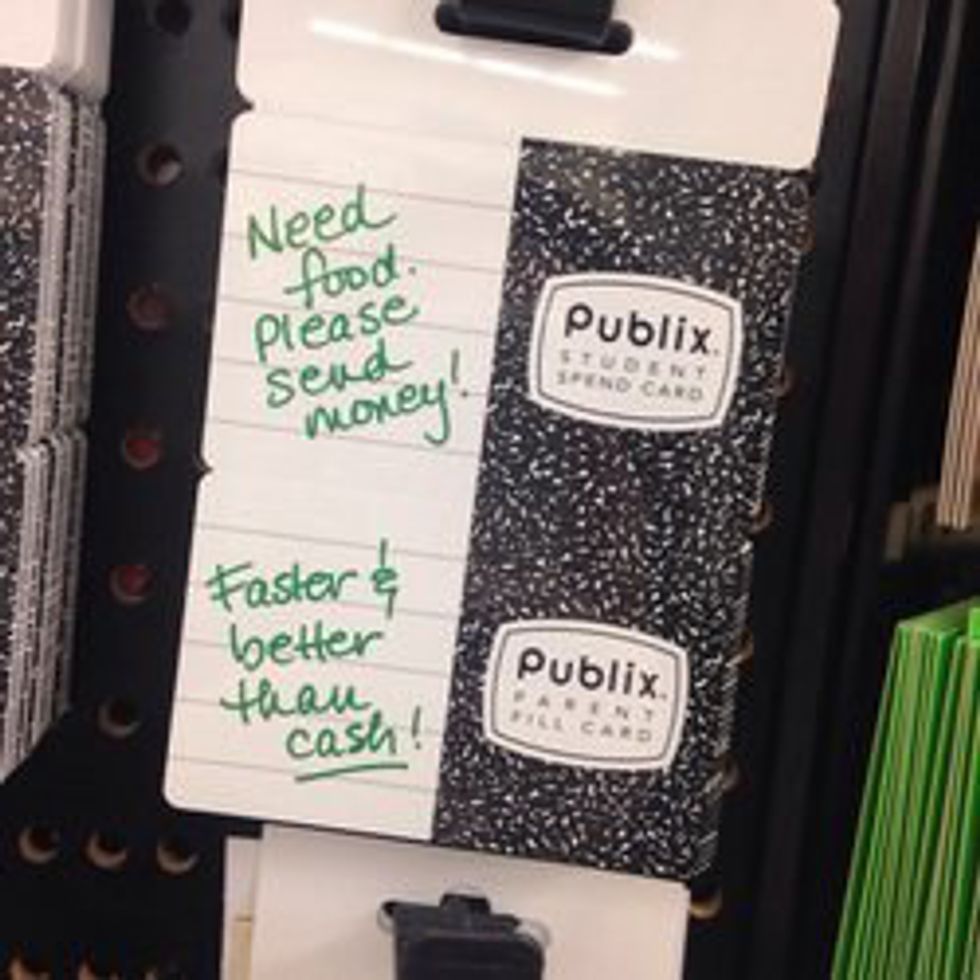 Need
food.
Please
send
money!
publix.
STUDENT
SPEND CARD
Faster &
better
than
cash!
publix.
PARENT
FILL CARD